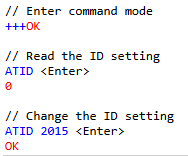 // Enter command mode
+++OK
// Read the ID setting
ATID <Enter>
0
// Change the ID setting
ATID 2015 <Enter>
OK